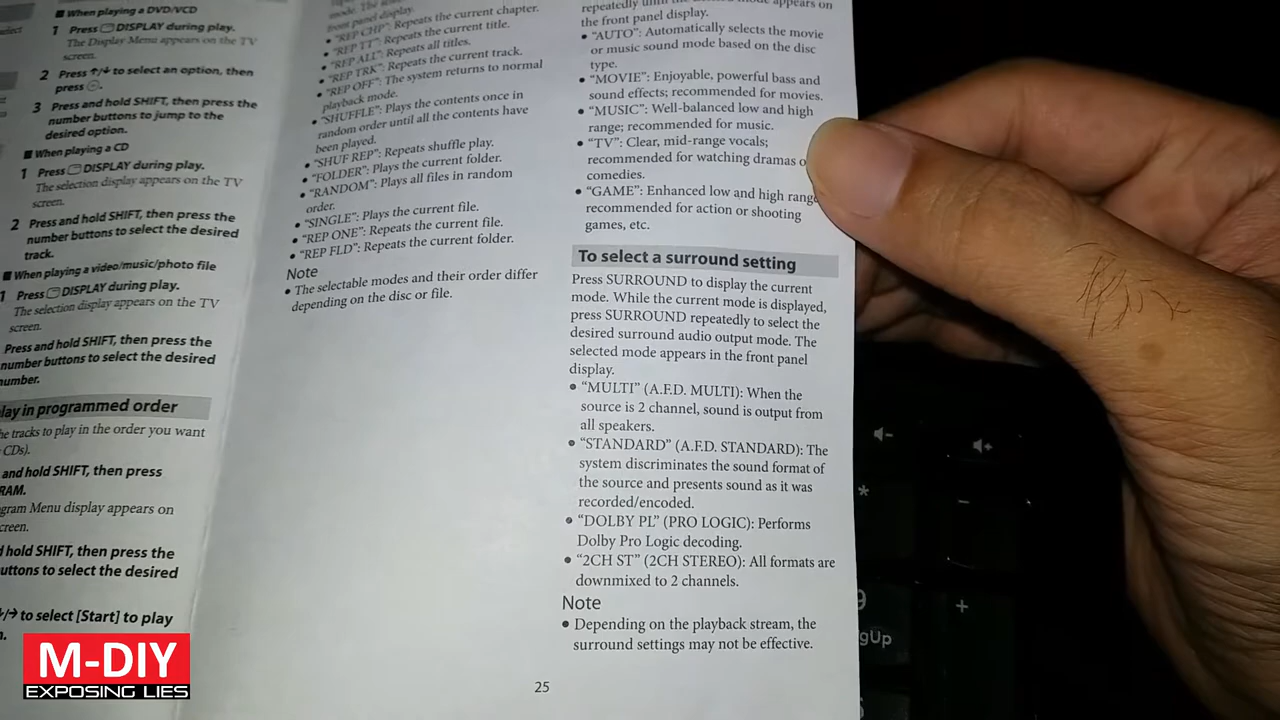 ■ When playing a DVD/VCD
1 Press DISPLAY during play.
The Display Menu appears on the TV
screen.
2 Press ↑/↓ to select an option, then
press
3 Press and hold SHIFT, then press the
number buttons to jump to the
desired option.
■ When playing a CD
1 Press DISPLAY during play.
The selection display appears on the TV
screen.
2 Press and hold SHIFT, then press the
number buttons to select the desired
track.
■ When playing a video/music/photo file
1 Press DISPLAY during play.
The selection display appears on the TV
screen.
Press and hold SHIFT, then press the
number buttons to select the desired
number.
lay in programmed order
he tracks to play in the order you want
CDs).
and hold SHIFT, then press
RAM.
gram Menu display appears on
creen.
d hold SHIFT, then press the
uttons to select the desired
/→ to select [Start] to play
n.
mode. The
front panel display.
• "REP CHP": Repeats the current chapter.
• "REP TT": Repeats the current title.
• "REP ALL": Repeats all titles.
• "REP TRK": Repeats the current track.
• "REP OFF": The system returns to normal
playback mode.
• "SHUFFLE": Plays the contents once in
random order until all the contents have
been played.
• "SHUF REP": Repeats shuffle play.
• "FOLDER": Plays the current folder.
• "RANDOM": Plays all files in random
order.
• "SINGLE": Plays the current file.
• "REP ONE": Repeats the current file.
• "REP FLD": Repeats the current folder.
Note
• The selectable modes and their order differ
depending on the disc or file.
repeatedly until the desired mode appears on
the front panel display.
• "AUTO": Automatically selects the movie
or music sound mode based on the disc
type.
• "MOVIE": Enjoyable, powerful bass and
sound effects; recommended for movies.
• "MUSIC": Well-balanced low and high
range; recommended for music.
• "TV": Clear, mid-range vocals;
recommended for watching dramas o
comedies.
• "GAME": Enhanced low and high range
recommended for action or shooting
games, etc.
To select a surround setting
Press SURROUND to display the current
mode. While the current mode is displayed,
press SURROUND repeatedly to select the
desired surround audio output mode. The
selected mode appears in the front panel
display.
• "MULTI" (A.F.D. MULTI): When the
source is 2 channel, sound is output from
all speakers.
• "STANDARD" (A.F.D. STANDARD): The
system discriminates the sound format of
the source and presents sound as it was
recorded/encoded.
• "DOLBY PL" (PRO LOGIC): Performs
Dolby Pro Logic decoding.
• "2CH ST" (2CH STEREO): All formats are
downmixed to 2 channels.
Note
• Depending on the playback stream, the
surround settings may not be effective.
25
*
−
9
+
gUp
M-DIY
EXPOSING LIES